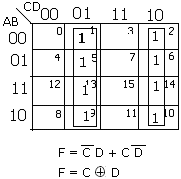 CD 00 01 11 10
AB
00 0 1 1 3 1 2
01 4 1 5 7 1 6
11 12 1 13 15 1 14
10 8 1 9 11 1 10
F = C̅ D + C D̅
F = C ⊕ D